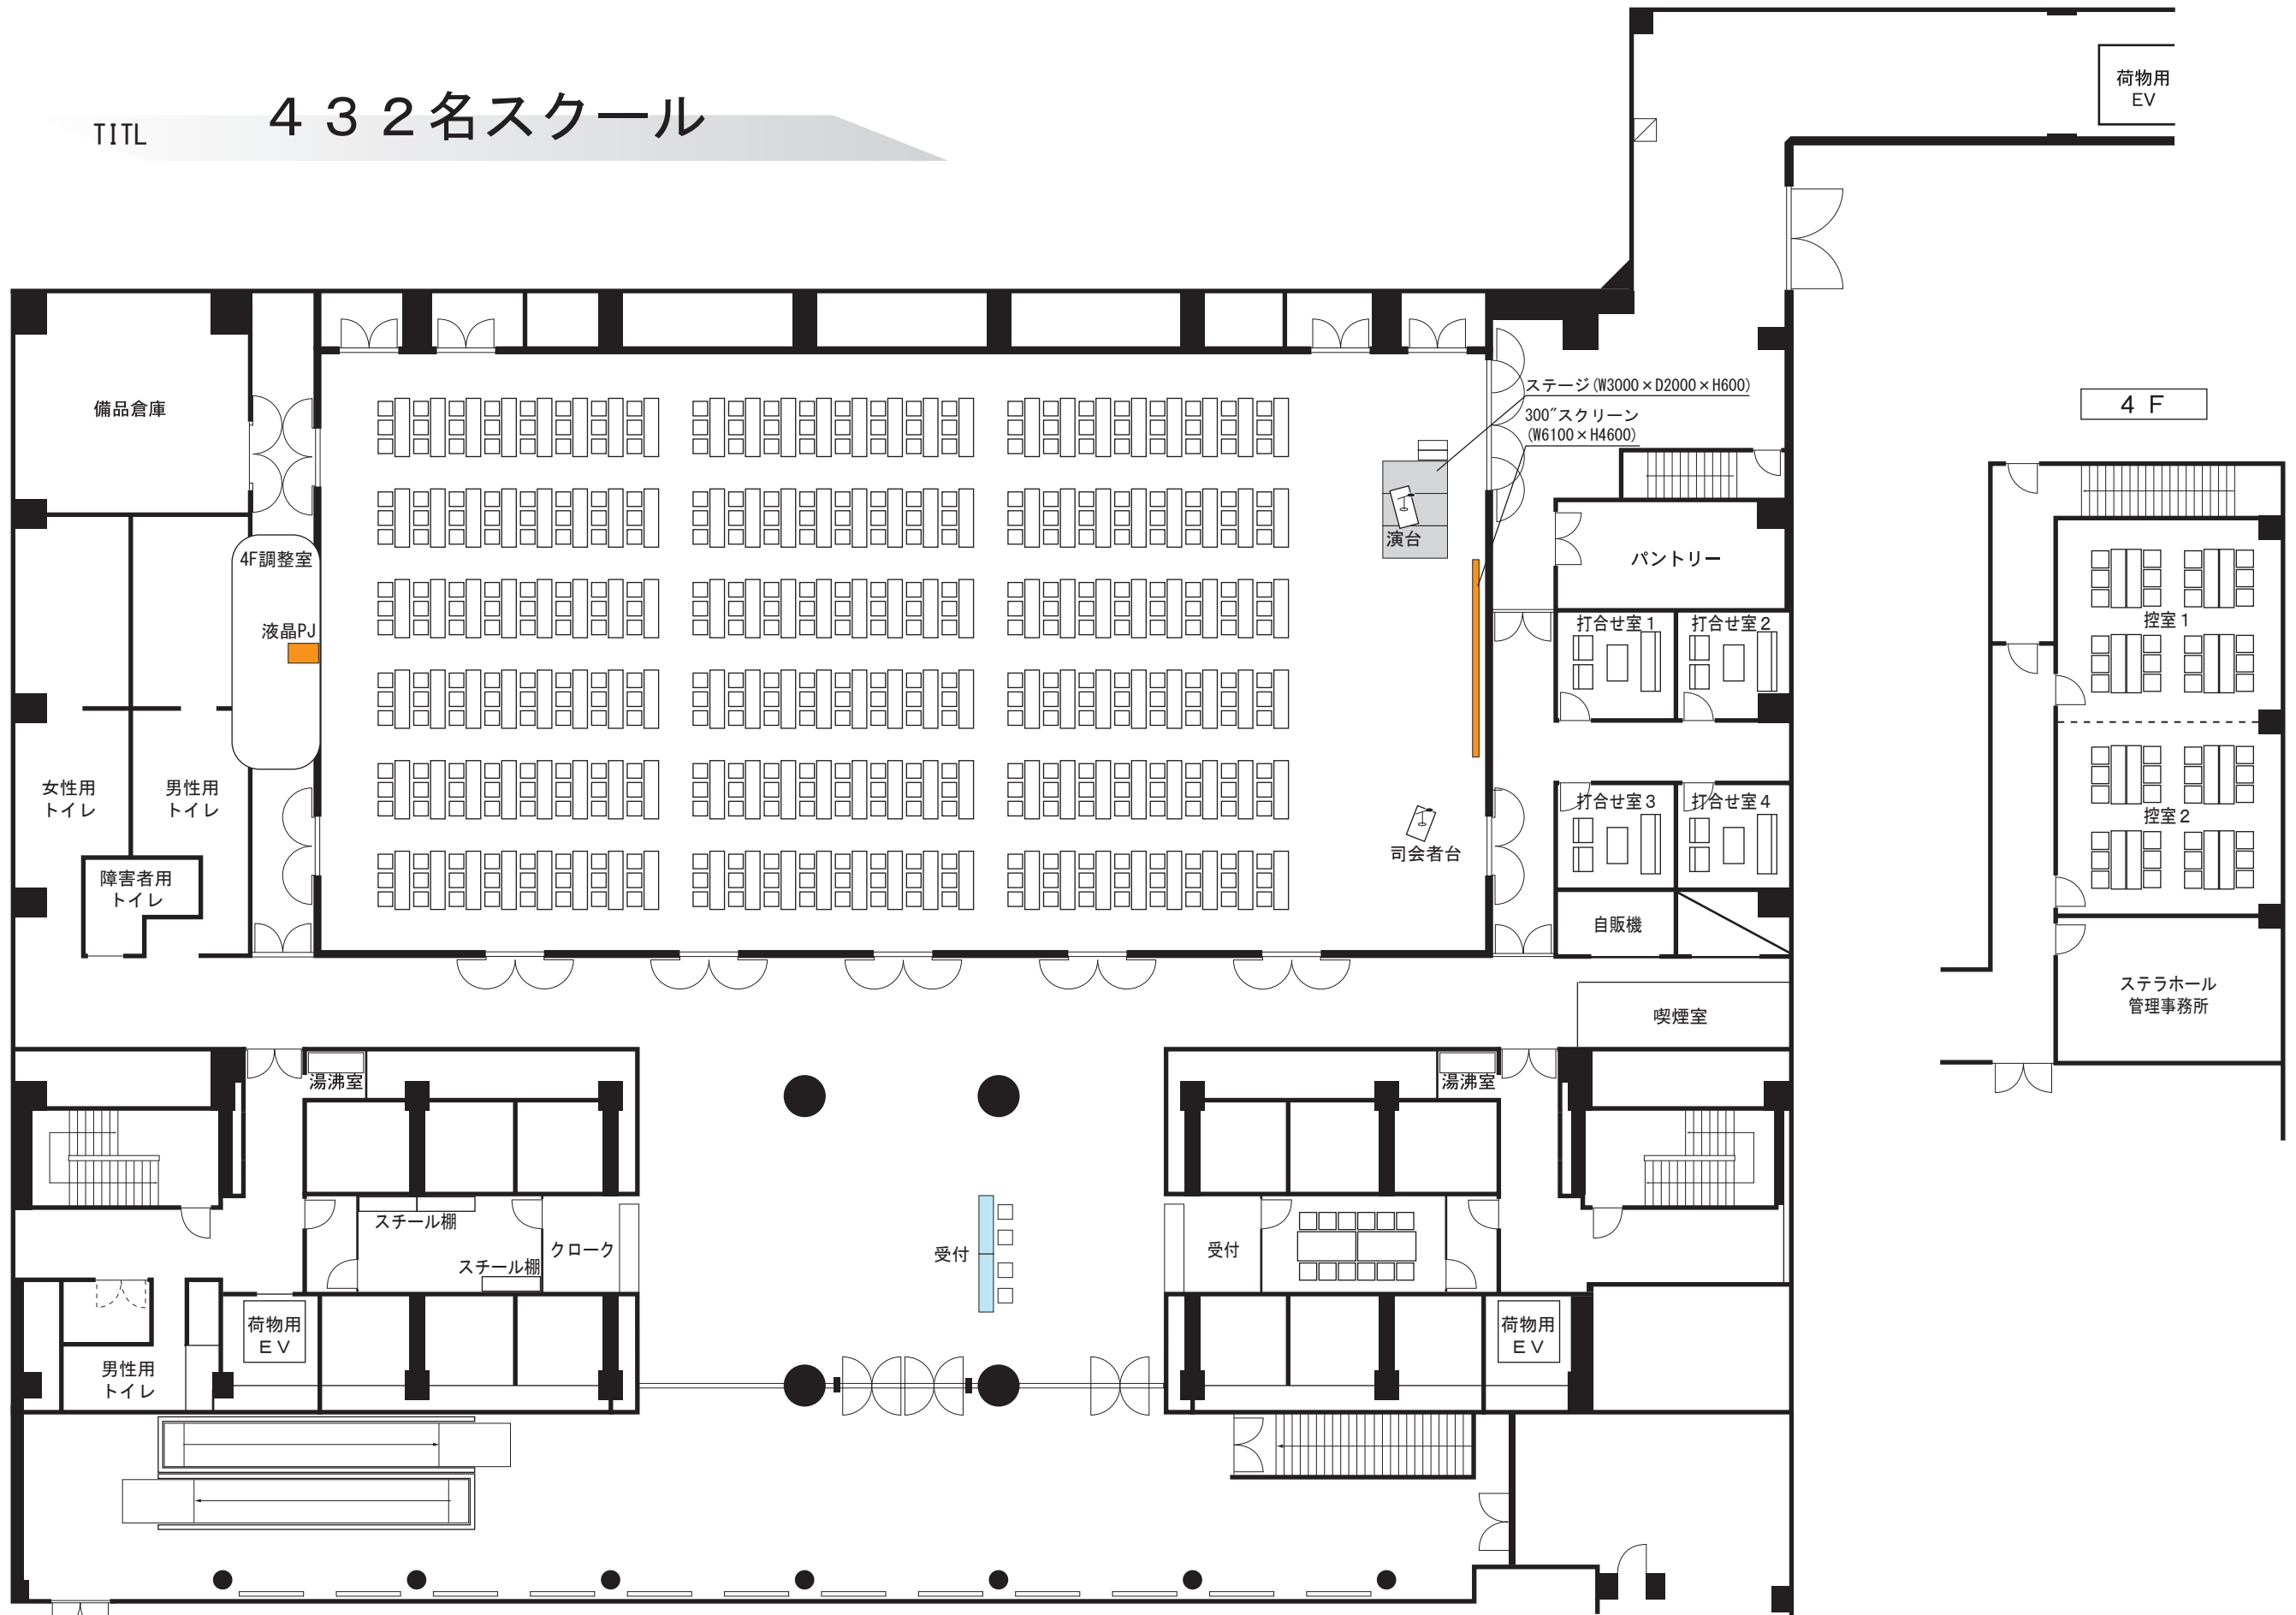 TITL
４３２名スクール
荷物用
EV
ステージ(W3000×D2000×H600)
300"スクリーン
(W6100×H4600)
４ F
備品倉庫
演台
4F調整室
パントリー
液晶PJ
打合せ室1
打合せ室2
控室1
女性用
トイレ
男性用
トイレ
打合せ室3
打合せ室4
控室2
司会者台
障害者用
トイレ
自販機
ステラホール
管理事務所
喫煙室
湯沸室
湯沸室
スチール棚
クローク
受付
受付
スチール棚
荷物用
ＥＶ
荷物用
ＥＶ
男性用
トイレ